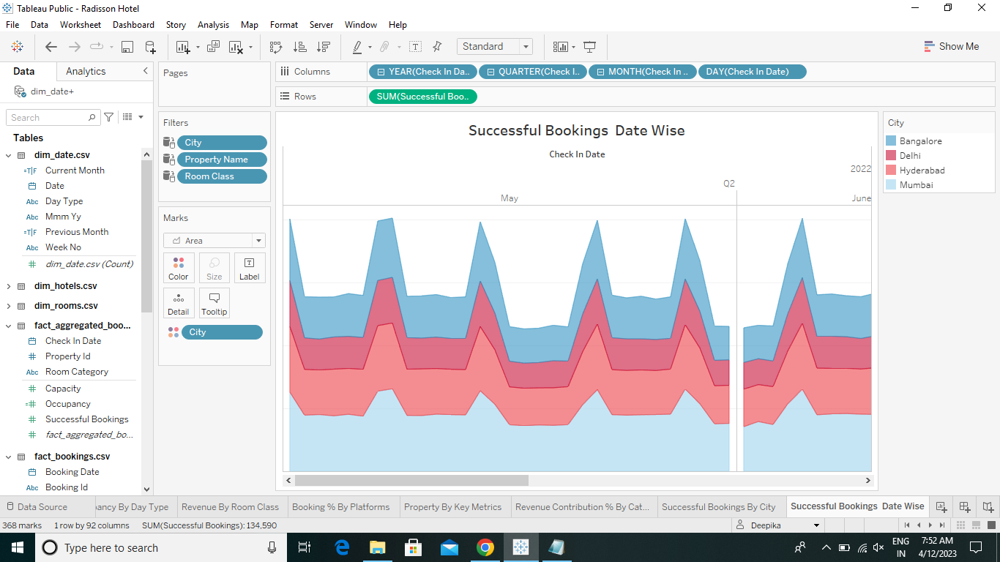 Tableau Public - Radisson Hotel
File Data Worksheet Dashboard Story Analysis Map Format Server Window Help
Standard Show Me
Data Analytics
dim_date+
Search
Tables
dim_date.csv
=T|F Current Month
Date
Abc Day Type
Abc Mmm Yy
=T|F Previous Month
Abc Week No
# dim_date.csv (Count)
dim_hotels.csv
dim_rooms.csv
fact_aggregated_boo...
Check In Date
# Property Id
Abc Room Category
# Capacity
=# Occupancy
# Successful Bookings
# fact_aggregated_bo...
fact_bookings.csv
Booking Date
Abc Booking Id
Pages
Filters
City
Property Name
Room Class
Marks
Area
Color Size Label
Detail Tooltip
City
Columns YEAR(Check In Da.. QUARTER(Check I.. MONTH(Check In .. DAY(Check In Date)
Rows SUM(Successful Boo..
Successful Bookings Date Wise
Check In Date
2022
Q2
May June
City
Bangalore
Delhi
Hyderabad
Mumbai
Data Source ancy By Day Type Revenue By Room Class Booking % By Platforms Property By Key Metrics Revenue Contribution % By Cat... Successful Bookings By City Successful Bookings Date Wise
368 marks 1 row by 92 columns SUM(Successful Bookings): 134,590 Deepika
Type here to search
ENG
IN
7:52 AM
4/12/2023